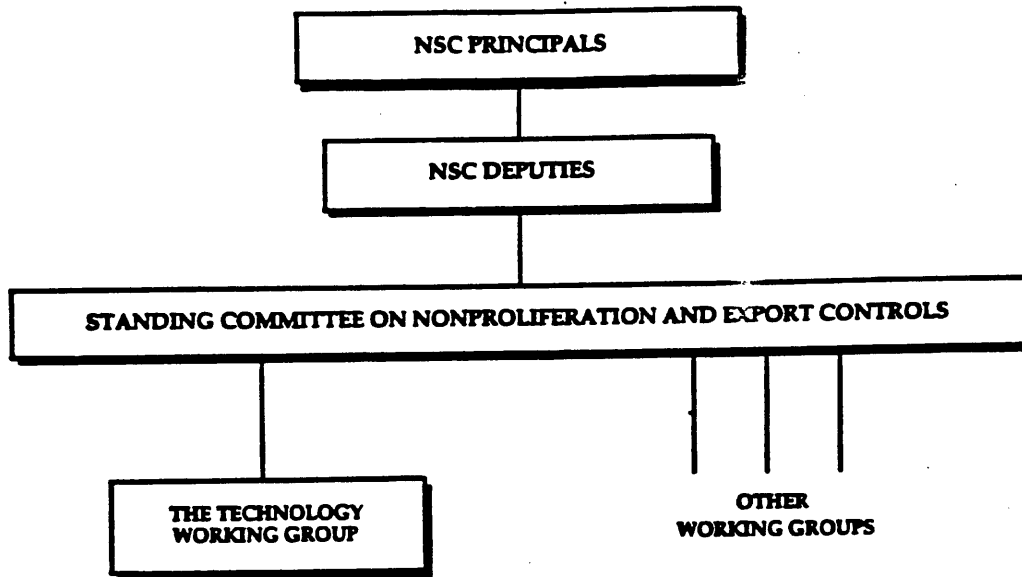 NSC PRINCIPALS
NSC DEPUTIES
STANDING COMMITTEE ON NONPROLIFERATION AND EXPORT CONTROLS
THE TECHNOLOGY
WORKING GROUP
OTHER
WORKING GROUPS